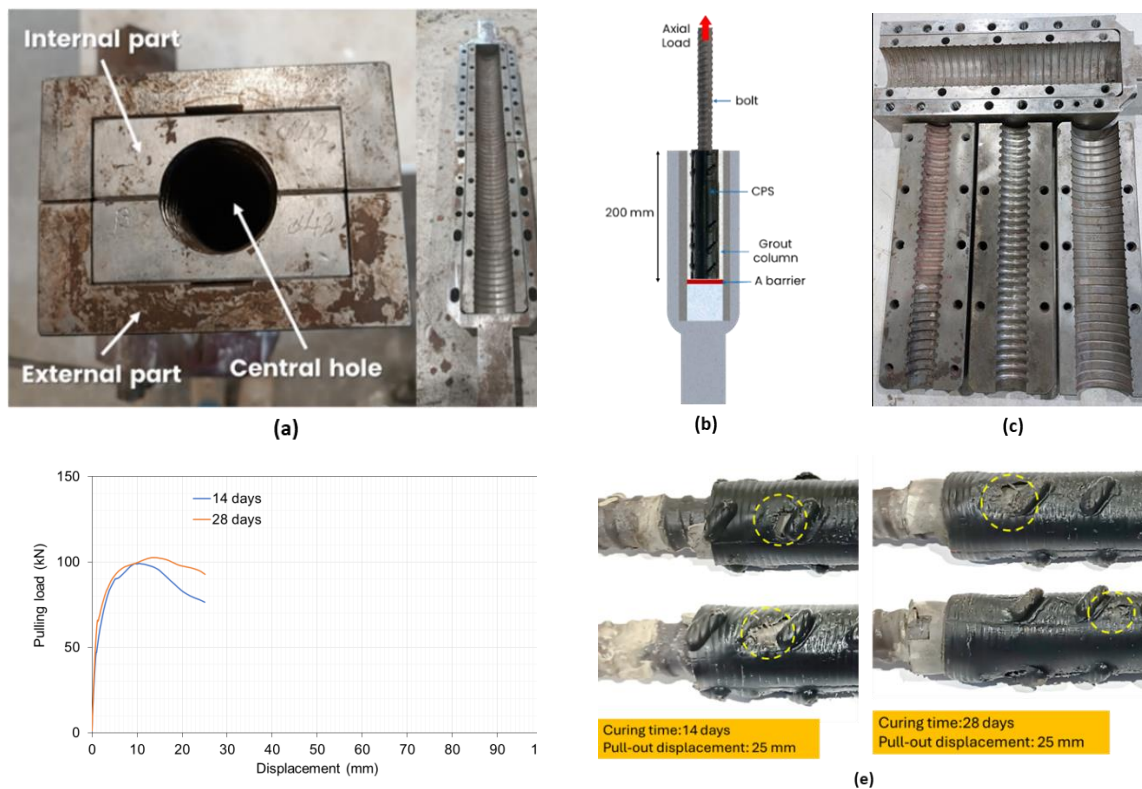 Internal part
External part
Central hole
(a)
Axial
Load
bolt
200 mm
CPS
Grout
column
A barrier
(b)
(c)
150
100
50
0
Pulling load (kN)
14 days
28 days
0
10
20
30
40
50
60
70
80
90
10
Displacement (mm)
Curing time:14 days
Pull-out displacement: 25 mm
Curing time:28 days
Pull-out displacement: 25 mm
(e)